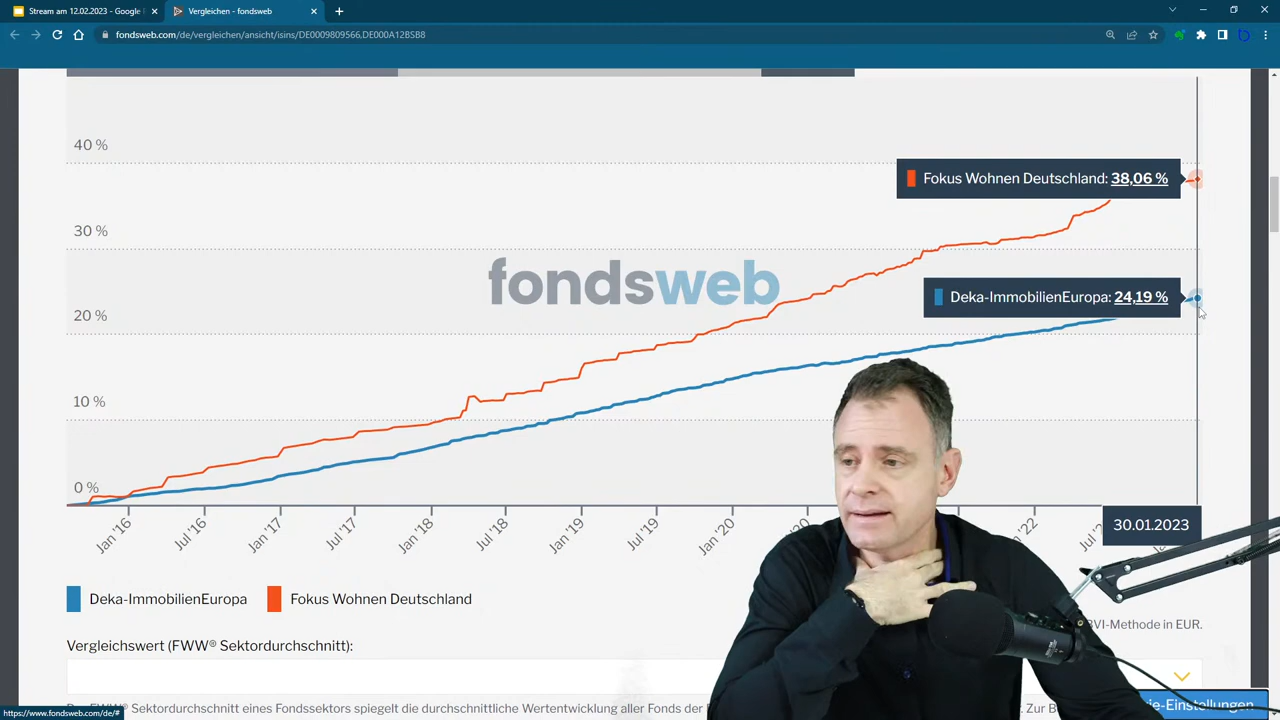 Stream am 12.02.2023 - Google
Vergleichen - fondsweb
fondsweb.com/de/vergleichen/ansicht/isins/DE0009809566,DE000A12BSB8
40 %
Fokus Wohnen Deutschland: 38,06 %
30 %
fondsweb
Deka-ImmobilienEuropa: 24,19 %
20 %
10 %
0 %
Jan '16
Jul '16
Jan '17
Jul '17
Jan '18
Jul '18
Jan '19
Jul '19
Jan '20
30.01.2023
Deka-ImmobilienEuropa
Fokus Wohnen Deutschland
BVI-Methode in EUR.
Vergleichswert (FWW® Sektordurchschnitt):
Sektordurchschnitt eines Fondssektors spiegelt die durchschnittliche Wertentwicklung aller Fonds der
ie-Einstellungen
https://www.fondsweb.com/de/#